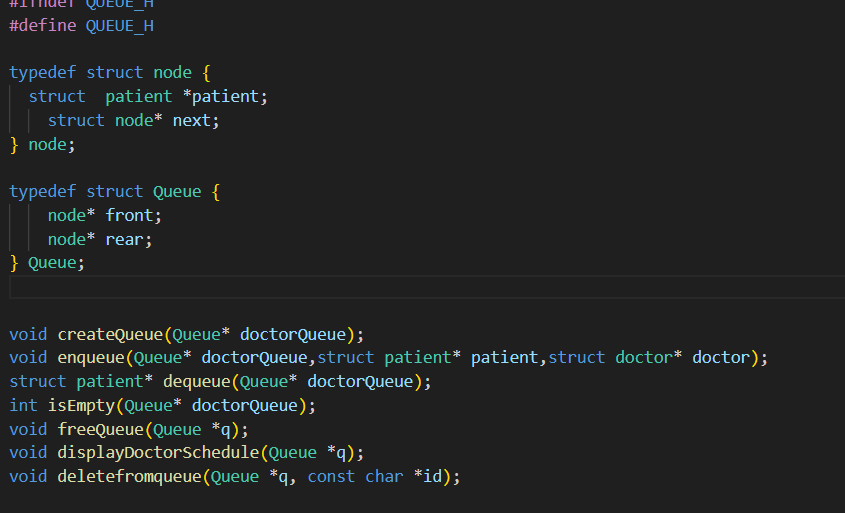 #ifndef QUEUE_H
#define QUEUE_H
typedef struct node {
struct  patient *patient;
struct node* next;
} node;
typedef struct Queue {
node* front;
node* rear;
} Queue;
void createQueue(Queue* doctorQueue);
void enqueue(Queue* doctorQueue,struct patient* patient,struct doctor* doctor);
struct patient* dequeue(Queue* doctorQueue);
int isEmpty(Queue* doctorQueue);
void freeQueue(Queue *q);
void displayDoctorSchedule(Queue *q);
void deletefromqueue(Queue *q, const char *id);